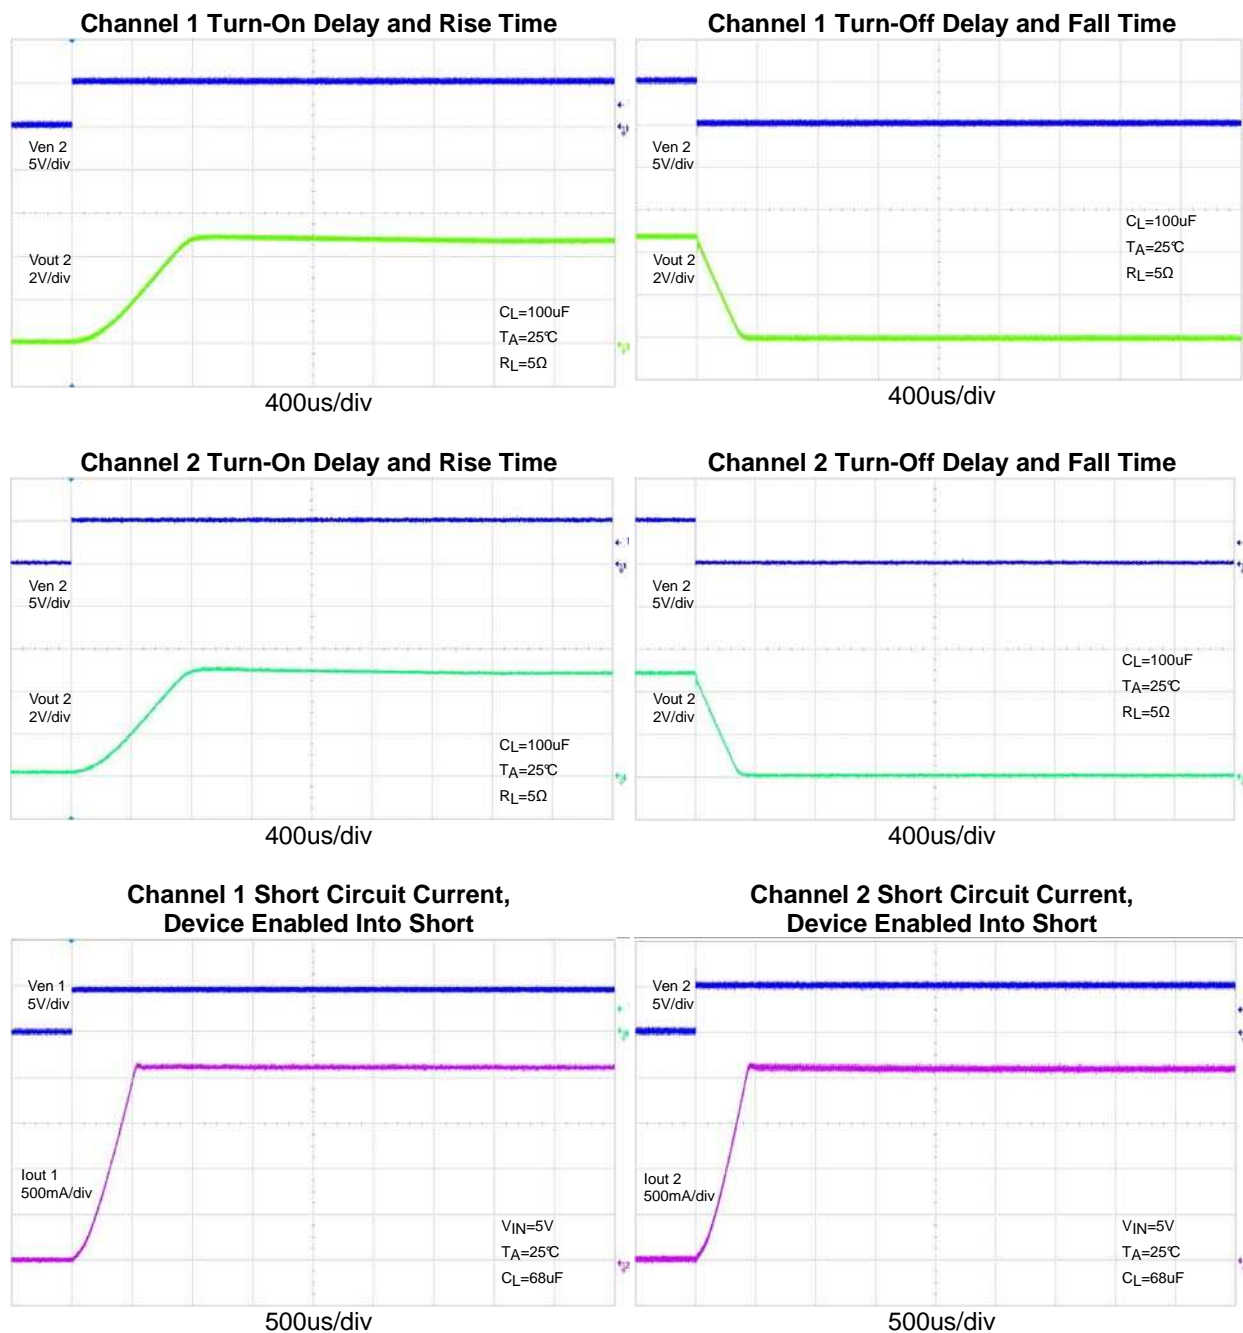 Channel 1 Turn-On Delay and Rise Time
Ven 2
5V/div
Vout 2
2V/div
CL=100uF
TA=25℃
RL=5Ω
400us/div
Channel 1 Turn-Off Delay and Fall Time
Ven 2
5V/div
Vout 2
2V/div
CL=100uF
TA=25℃
RL=5Ω
400us/div
Channel 2 Turn-On Delay and Rise Time
Ven 2
5V/div
Vout 2
2V/div
CL=100uF
TA=25℃
RL=5Ω
400us/div
Channel 2 Turn-Off Delay and Fall Time
Ven 2
5V/div
Vout 2
2V/div
CL=100uF
TA=25℃
RL=5Ω
400us/div
Channel 1 Short Circuit Current,
Device Enabled Into Short
Ven 1
5V/div
Iout 1
500mA/div
VIN=5V
TA=25℃
CL=68uF
500us/div
Channel 2 Short Circuit Current,
Device Enabled Into Short
Ven 2
5V/div
Iout 2
500mA/div
VIN=5V
TA=25℃
CL=68uF
500us/div